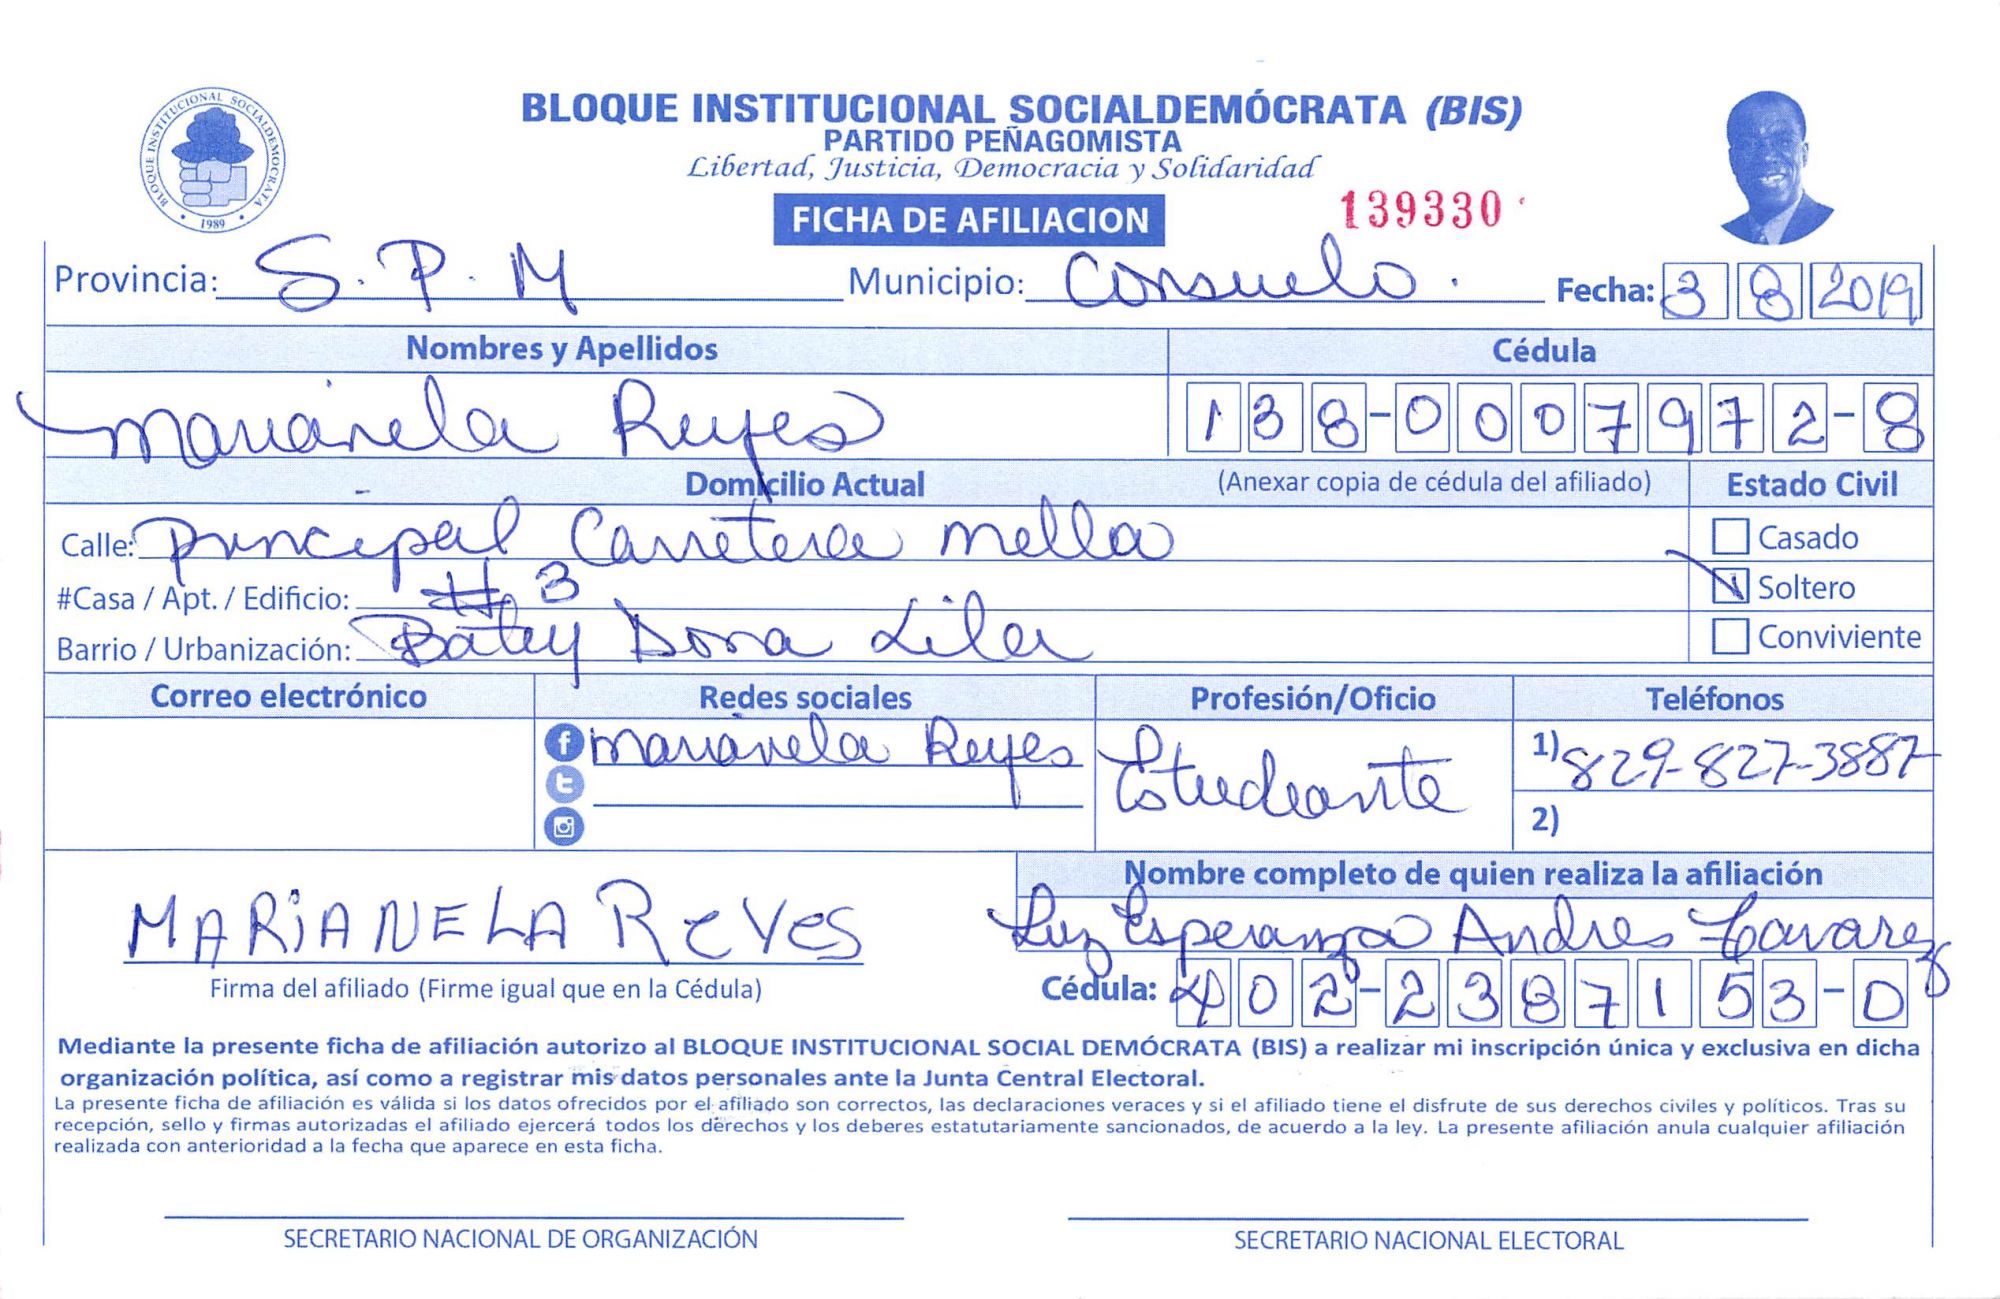 BLOQUE INSTITUCIONAL SOCIALDEMÓCRATA (BIS)
PARTIDO PEÑAGOMISTA
Libertad, Justicia, Democracia y Solidaridad
BLOQUE INSTITUCIONAL SOCIALDEMOCRATA
1989
FICHA DE AFILIACION 139330
Provincia: S. P. M Municipio: Consuelo. Fecha: 3 8 2019
Nombres y Apellidos Cédula
Marianela Reyes 138-0007972-8
Domicilio Actual (Anexar copia de cédula del afiliado) Estado Civil
Calle: Principal Carretera Mella Casado
#Casa / Apt. / Edificio: #3 Soltero
Barrio / Urbanización: Batey Dona Lila Conviviente
Correo electrónico Redes sociales Profesión/Oficio Teléfonos
Marianela Reyes Estudiante 1) 829-827-3887
2)
Nombre completo de quien realiza la afiliación
MARiANELA REYES Luz Esperanza Andres Tavarez
Firma del afiliado (Firme igual que en la Cédula) Cédula: 402-2387153-0
Mediante la presente ficha de afiliación autorizo al BLOQUE INSTITUCIONAL SOCIAL DEMÓCRATA (BIS) a realizar mi inscripción única y exclusiva en dicha
organización política, así como a registrar mis datos personales ante la Junta Central Electoral.
La presente ficha de afiliación es válida si los datos ofrecidos por el afiliado son correctos, las declaraciones veraces y si el afiliado tiene el disfrute de sus derechos civiles y políticos. Tras su
recepción, sello y firmas autorizadas el afiliado ejercerá todos los derechos y los deberes estatutariamente sancionados, de acuerdo a la ley. La presente afiliación anula cualquier afiliación
realizada con anterioridad a la fecha que aparece en esta ficha.
SECRETARIO NACIONAL DE ORGANIZACIÓN SECRETARIO NACIONAL ELECTORAL